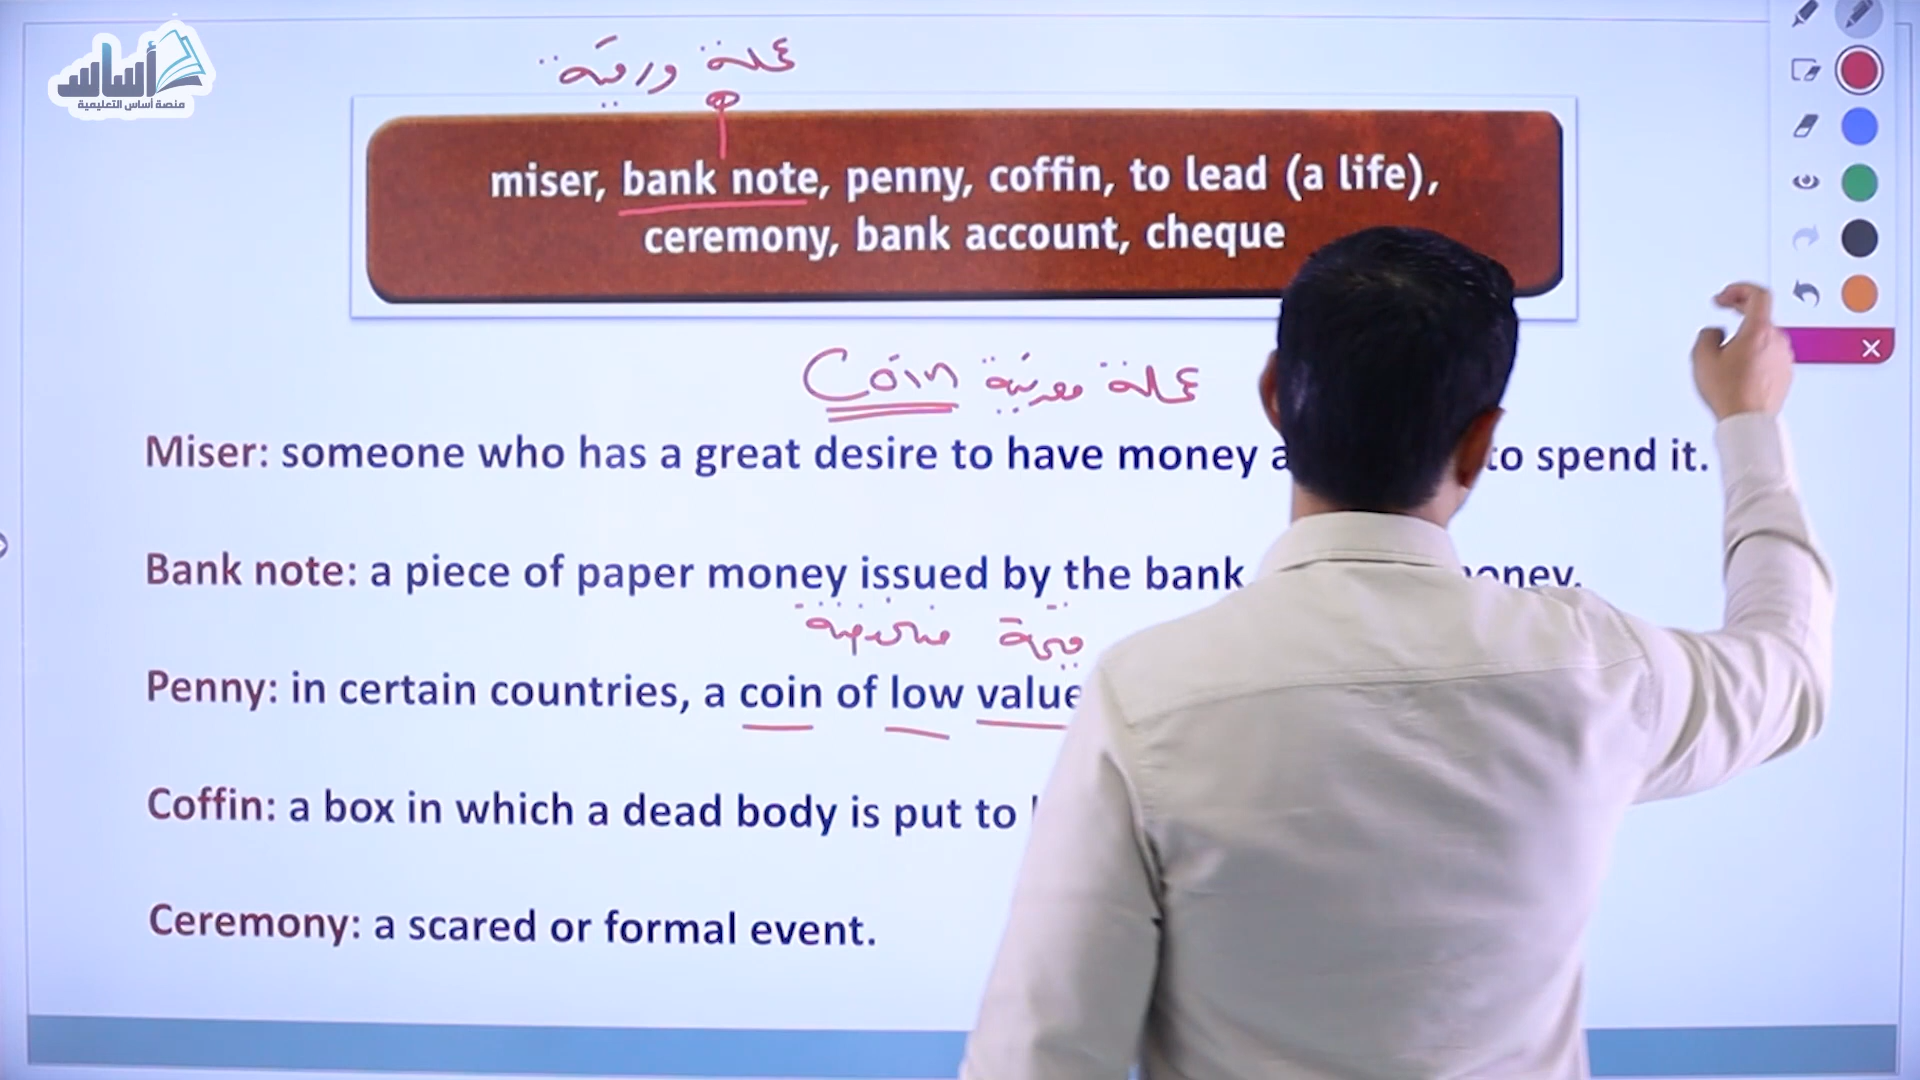 أساس
منصة أساس التعليمية
عملة ورقية
miser, bank note, penny, coffin, to lead (a life),
ceremony, bank account, cheque
Coin عملة معدنية
Miser: someone who has a great desire to have money to spend it.
Bank note: a piece of paper money issued by the bank
قيمة منخفضة
Penny: in certain countries, a coin of low value
Coffin: a box in which a dead body is put to
Ceremony: a scared or formal event.